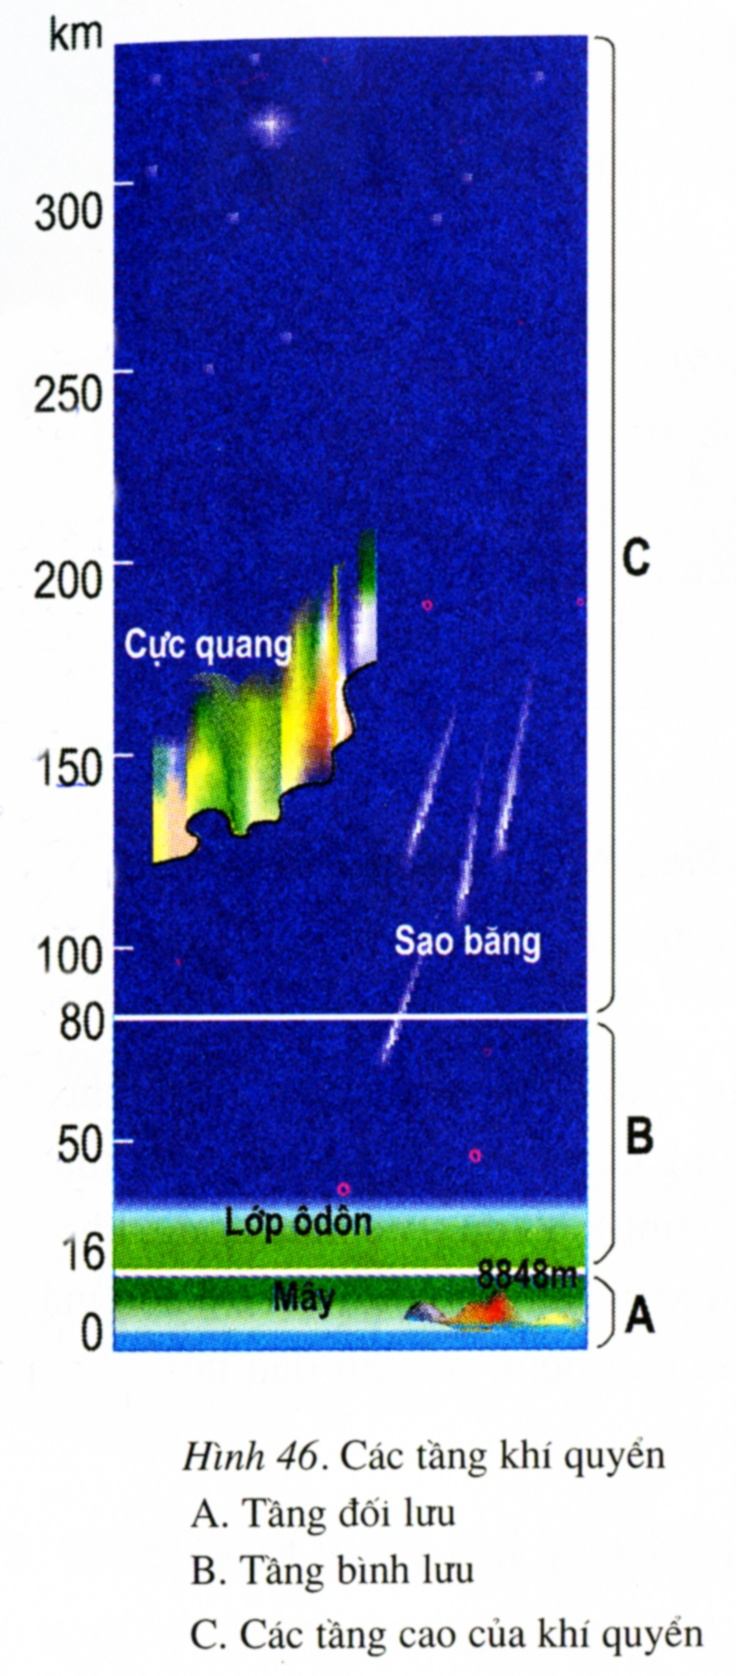 km
300
250
200
Cực quang
C
150
Sao băng
100
80
50
B
Lớp ôdôn
16
8848m
Mây
A
0
Hình 46. Các tầng khí quyển
A. Tầng đối lưu
B. Tầng bình lưu
C. Các tầng cao của khí quyển